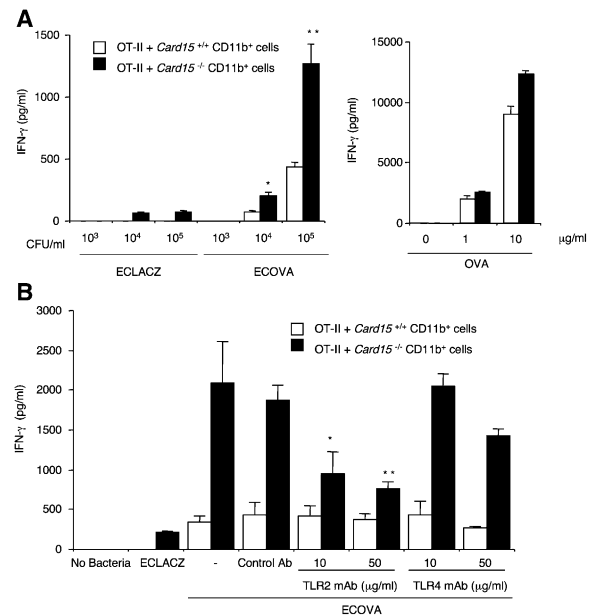 A
OT-II + Card15 +/+ CD11b+ cells
OT-II + Card15 -/- CD11b+ cells
IFN-γ (pg/ml)
1500
1000
500
0
*
**
CFU/ml
10³ 10⁴ 10⁵ 10³ 10⁴ 10⁵
ECLACZ ECOVA
IFN-γ (pg/ml)
15000
10000
5000
0
0 1 10 μg/ml
OVA
B
OT-II + Card15 +/+ CD11b+ cells
OT-II + Card15 -/- CD11b+ cells
IFN-γ (pg/ml)
3000
2500
2000
1500
1000
500
0
*
**
No Bacteria ECLACZ - Control Ab 10 50 10 50
TLR2 mAb (μg/ml) TLR4 mAb (μg/ml)
ECOVA